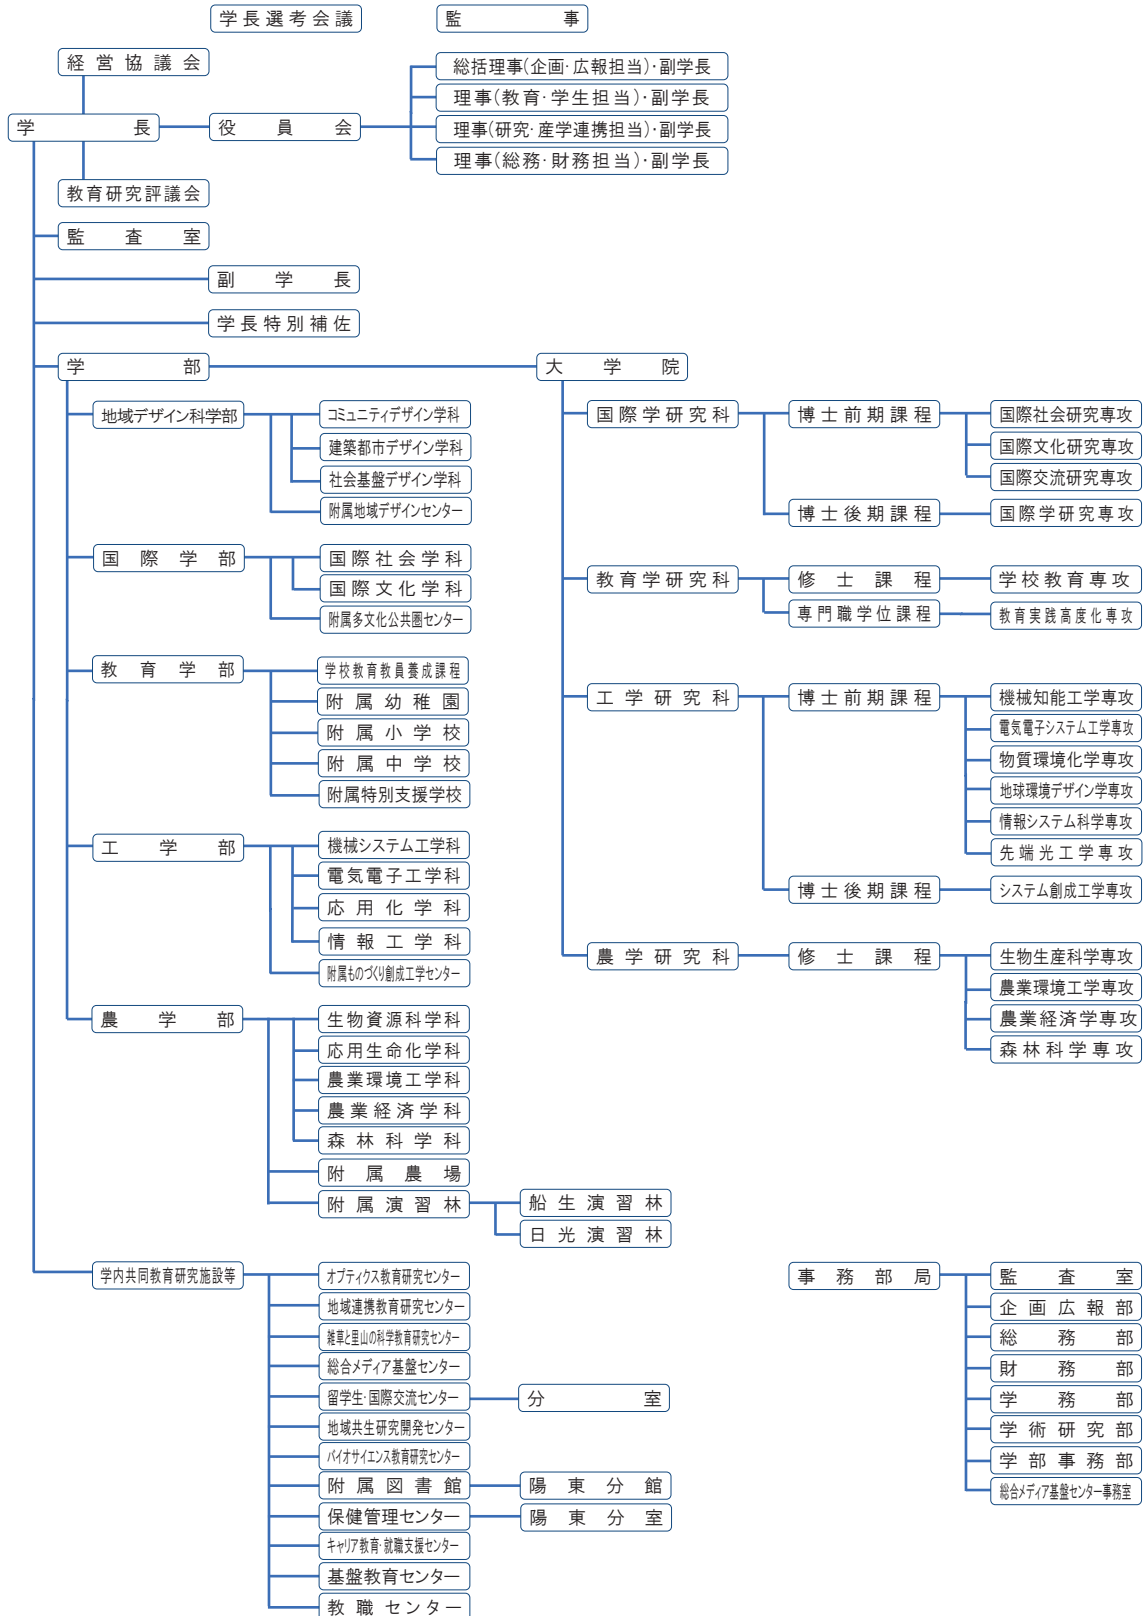 学長選考会議
監事
経営協議会
学長
役員会
総括理事(企画・広報担当)・副学長
理事(教育・学生担当)・副学長
理事(研究・産学連携担当)・副学長
理事(総務・財務担当)・副学長
教育研究評議会
監査室
副学長
学長特別補佐
学部
地域デザイン科学部
コミュニティデザイン学科
建築都市デザイン学科
社会基盤デザイン学科
附属地域デザインセンター
国際学部
国際社会学科
国際文化学科
附属多文化公共圏センター
教育学部
学校教育教員養成課程
附属幼稚園
附属小学校
附属中学校
附属特別支援学校
工学部
機械システム工学科
電気電子工学科
応用化学科
情報工学科
附属ものづくり創成工学センター
農学部
生物資源科学科
応用生命化学科
農業環境工学科
農業経済学科
森林科学科
附属農場
附属演習林
船生演習林
日光演習林
大学院
国際学研究科
博士前期課程
国際社会研究専攻
国際文化研究専攻
国際交流研究専攻
博士後期課程
国際学研究専攻
教育学研究科
修士課程
学校教育専攻
専門職学位課程
教育実践高度化専攻
工学研究科
博士前期課程
機械知能工学専攻
電気電子システム工学専攻
物質環境化学専攻
地球環境デザイン学専攻
情報システム科学専攻
先端光工学専攻
博士後期課程
システム創成工学専攻
農学研究科
修士課程
生物生産科学専攻
農業環境工学専攻
農業経済学専攻
森林科学専攻
学内共同教育研究施設等
オプティクス教育研究センター
地域連携教育研究センター
雑草と里山の科学教育研究センター
総合メディア基盤センター
留学生・国際交流センター
分室
地域共生研究開発センター
バイオサイエンス教育研究センター
附属図書館
陽東分館
保健管理センター
陽東分室
キャリア教育・就職支援センター
基盤教育センター
教職センター
事務部局
監査室
企画広報部
総務部
財務部
学務部
学術研究部
学部事務部
総合メディア基盤センター事務室